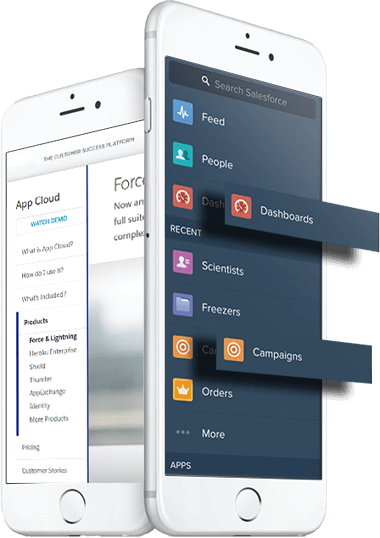 THE CUSTOMER SUCCESS PLATFORM
App Cloud
WATCH DEMO
What is App Cloud?
How do I use it?
What's Included?
Products
Force & Lightning
Heroku Enterprise
Shield
Thunder
AppExchange
Identity
More Products
Pricing
Customer Stories
Force
Now an
full suit
comple
Search Salesforce
Feed
People
Dash
Dashboards
RECENT
Scientists
Freezers
Ca
Campaigns
Orders
More
APPS